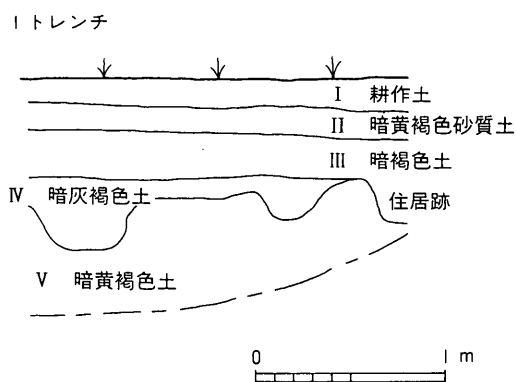 I トレンチ
I 耕作土
II 暗黄褐色砂質土
III 暗褐色土
IV 暗灰褐色土
住居跡
V 暗黄褐色土
0 1 m